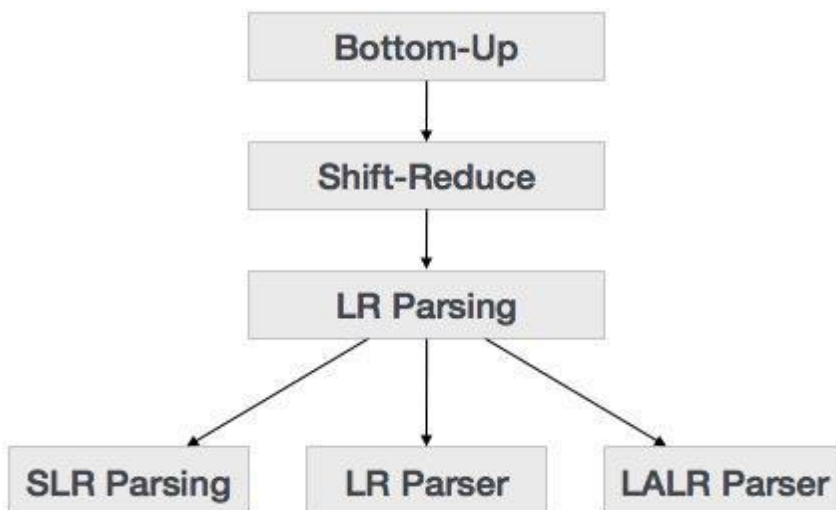 Bottom-Up
Shift-Reduce
LR Parsing
SLR Parsing
LR Parser
LALR Parser